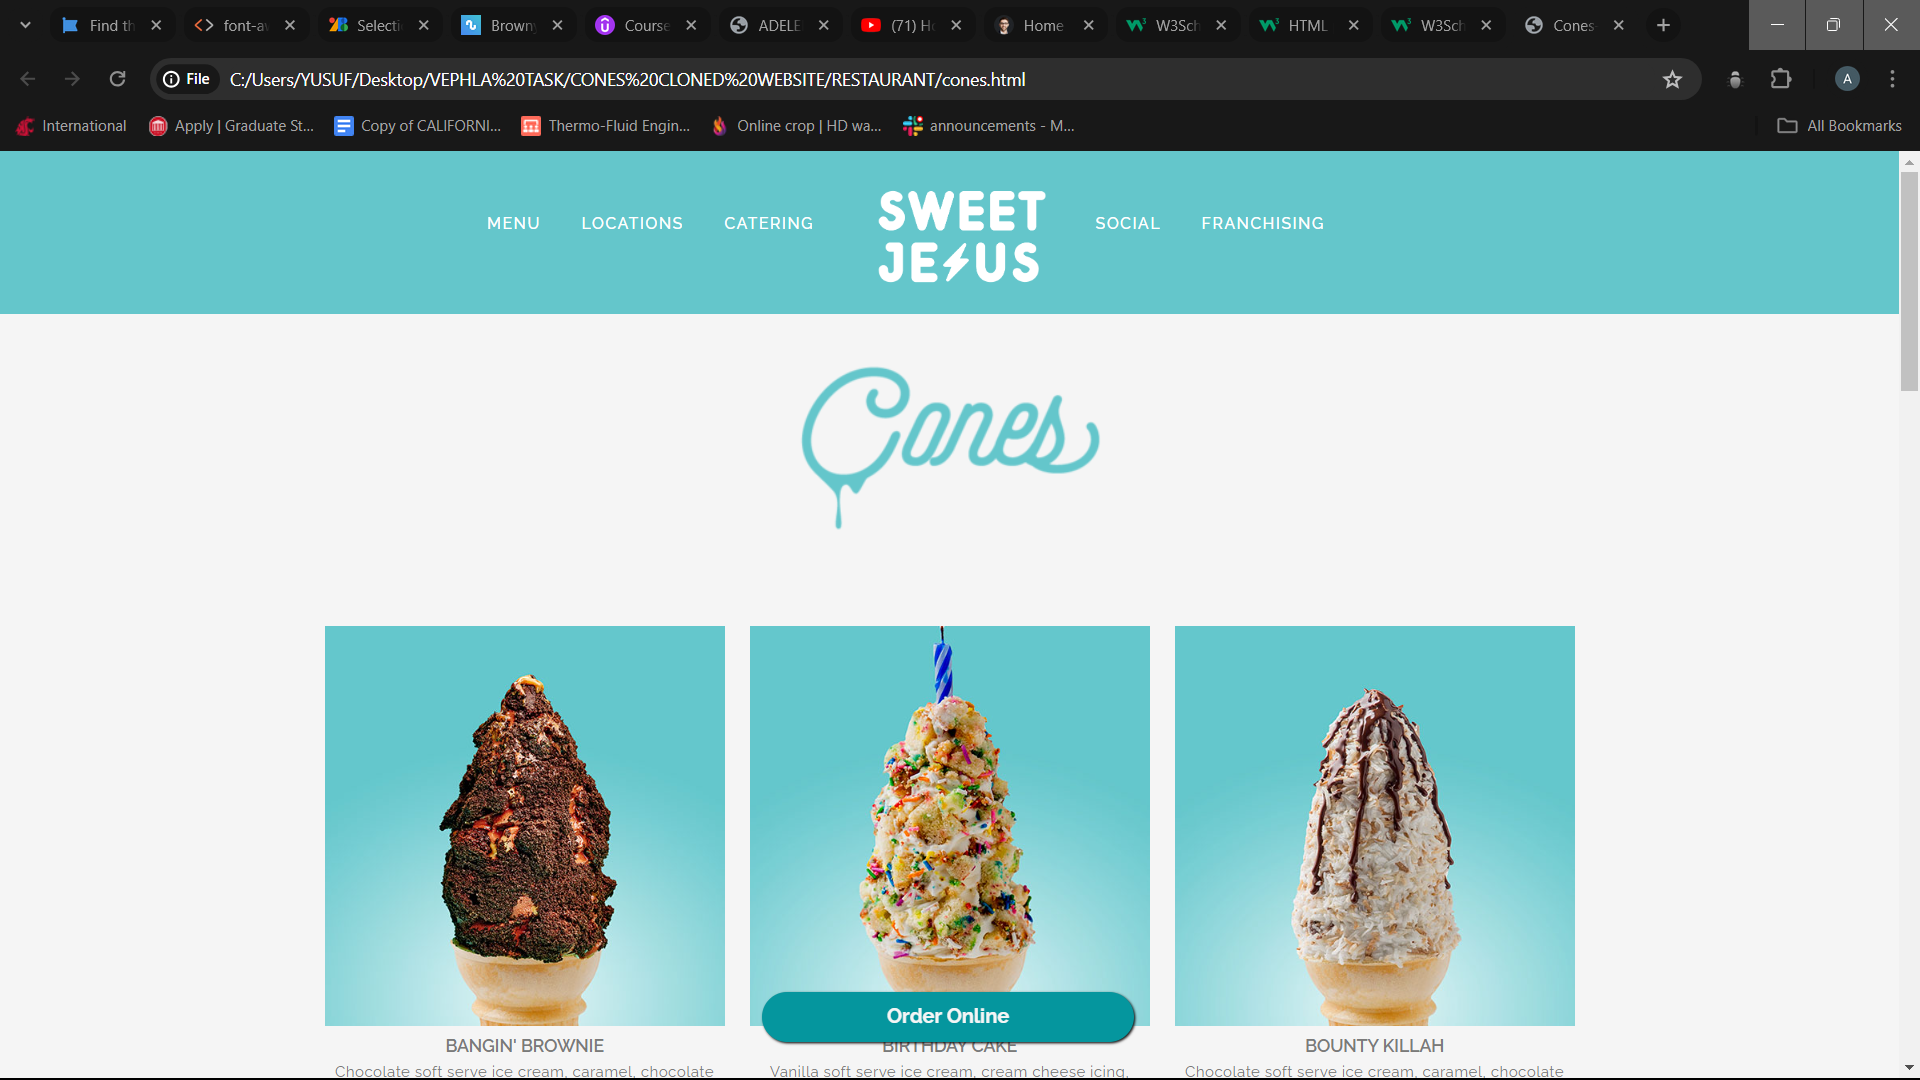 Find th
font-a
Selecti
Browny
Course
ADELE
(71) H
Home
W3Sch
HTML
W3Sch
Cones
File C:/Users/YUSUF/Desktop/VEPHLA%20TASK/CONES%20CLONED%20WEBSITE/RESTAURANT/cones.html
A
International
Apply | Graduate St...
Copy of CALIFORNI...
Thermo-Fluid Engin...
Online crop | HD wa...
announcements - M...
All Bookmarks
MENU LOCATIONS CATERING
SWEET
JESUS
SOCIAL FRANCHISING
Cones
Order Online
BANGIN' BROWNIE
Chocolate soft serve ice cream, caramel, chocolate
BIRTHDAY CAKE
Vanilla soft serve ice cream, cream cheese icing,
BOUNTY KILLAH
Chocolate soft serve ice cream, caramel, chocolate